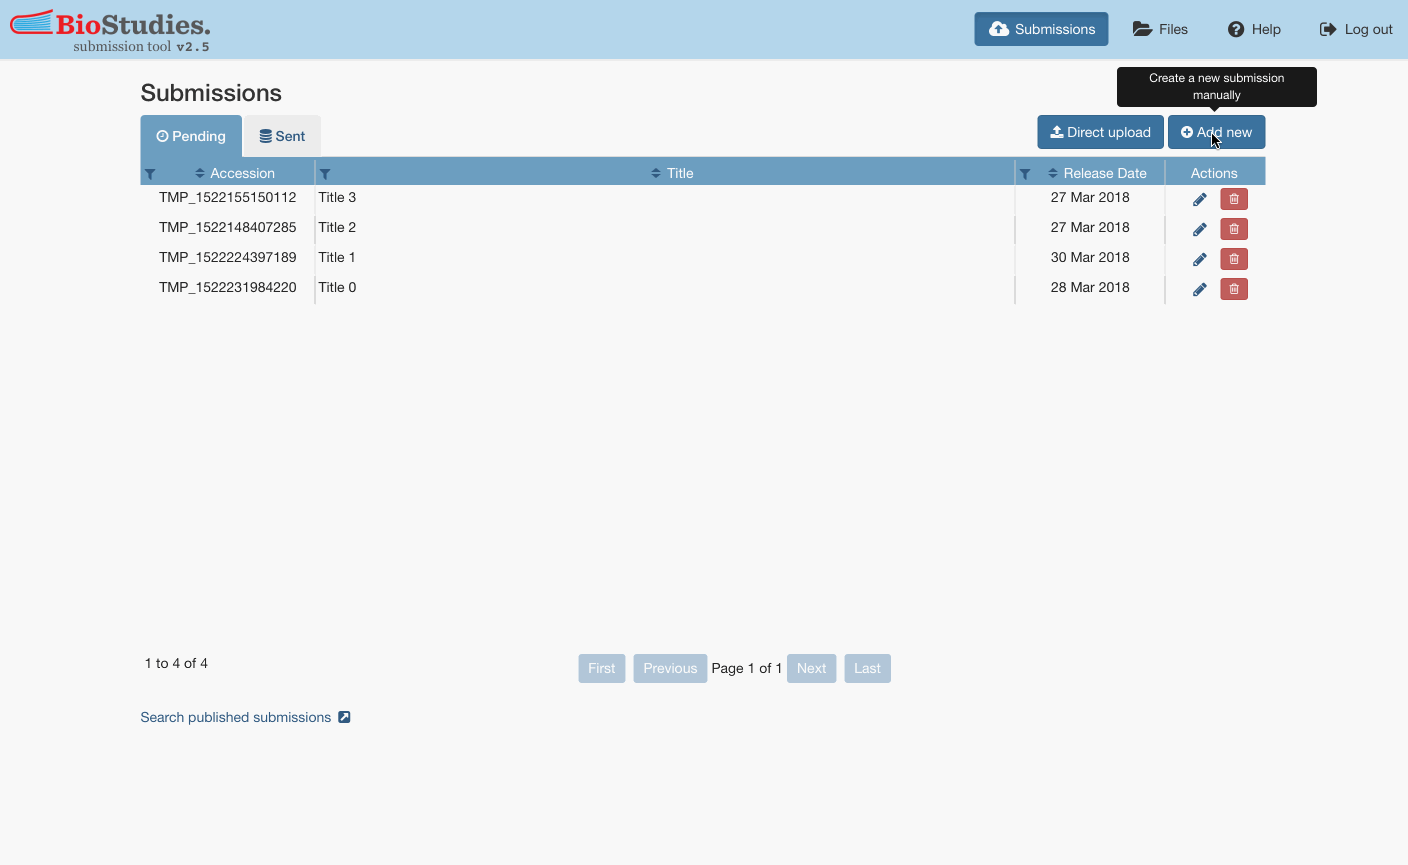 BioStudies.
submission tool v2.5
Submissions
Files
Help
Log out
Create a new submission
manually
Submissions
Pending
Sent
Direct upload
Add new
Accession Title Release Date Actions
TMP_1522155150112 Title 3 27 Mar 2018
TMP_1522148407285 Title 2 27 Mar 2018
TMP_1522224397189 Title 1 30 Mar 2018
TMP_1522231984220 Title 0 28 Mar 2018
1 to 4 of 4
First Previous Page 1 of 1 Next Last
Search published submissions